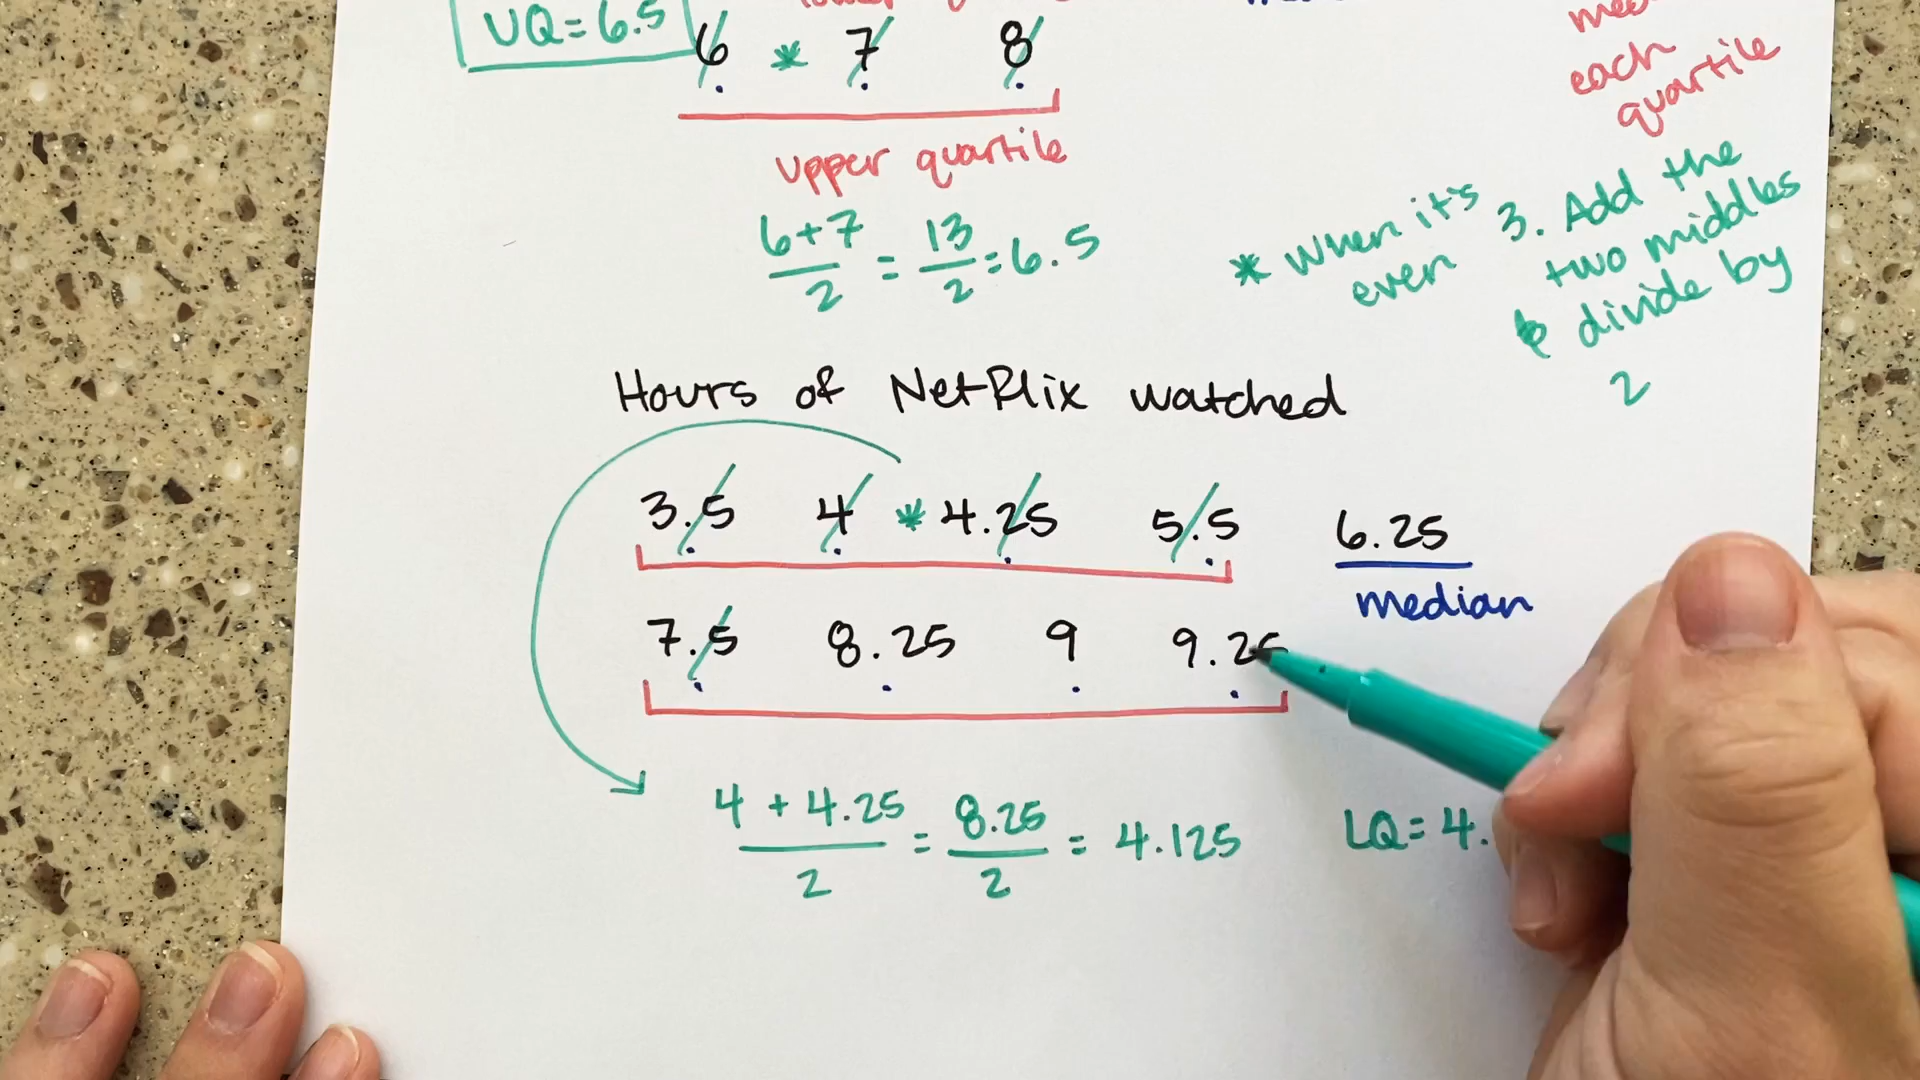 UQ=6.5
6 * 7 8
upper quartile
6+7/2 = 13/2 = 6.5
each
quartile
* When it's
even
3. Add the
two middles
& divide by
2
Hours of Netflix watched
3.5 4 * 4.25 5.5 6.25
median
7.5 8.25 9 9.25
4 + 4.25/2 = 8.25/2 = 4.125
LQ = 4.